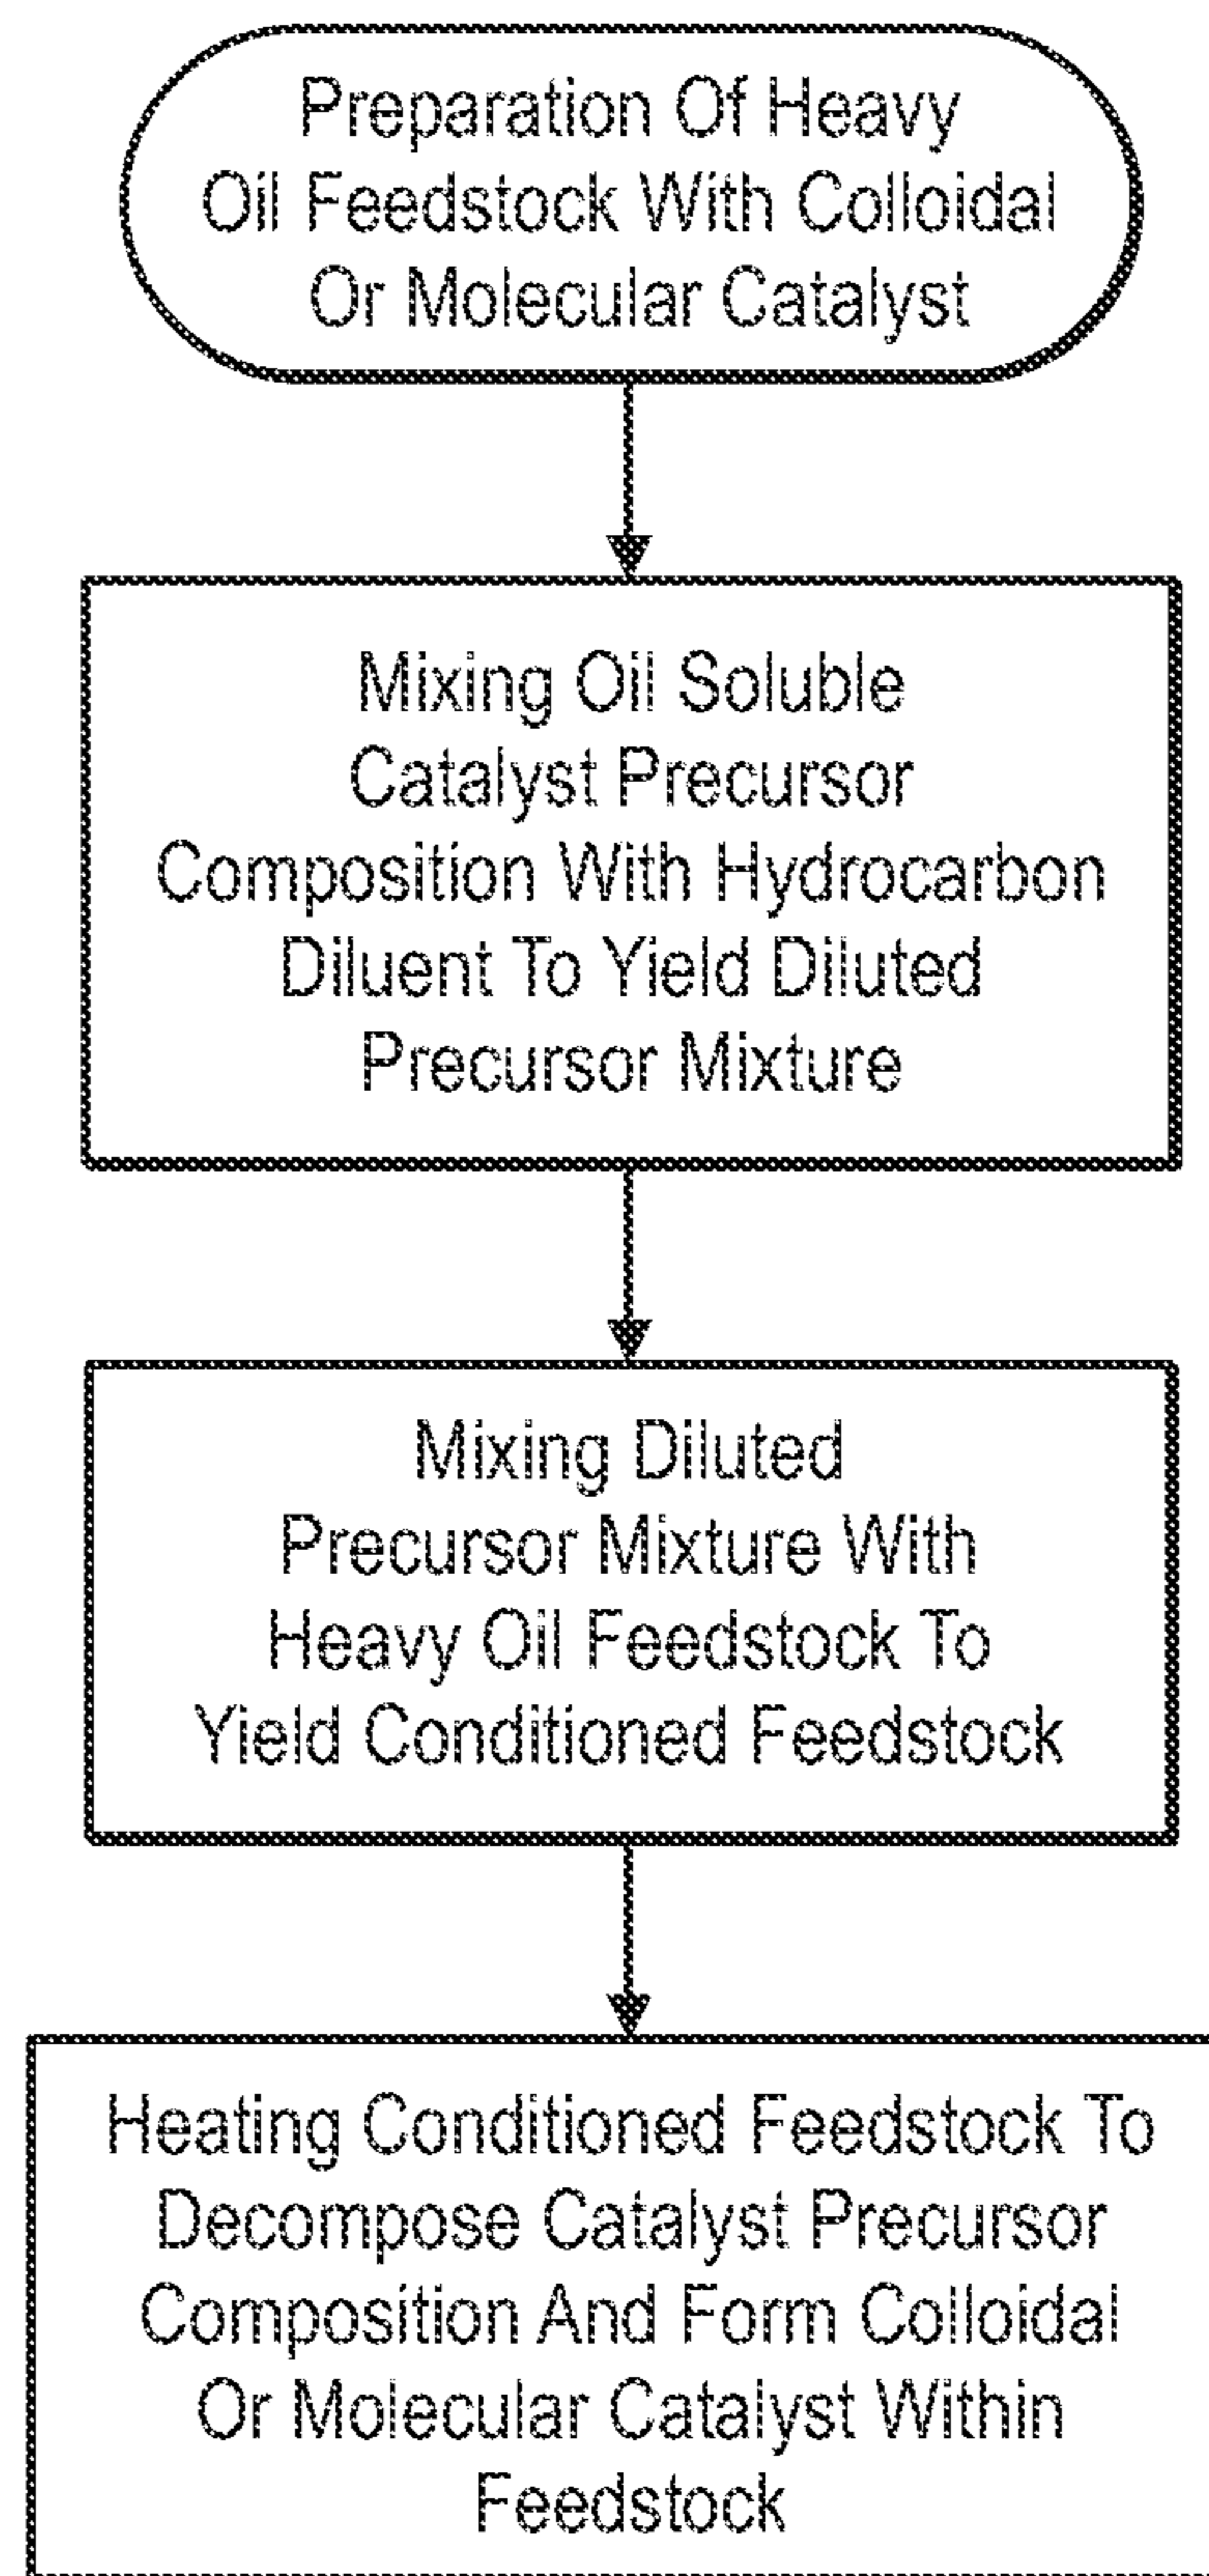 Preparation Of Heavy
Oil Feedstock With Colloidal
Or Molecular Catalyst
Mixing Oil Soluble
Catalyst Precursor
Composition With Hydrocarbon
Diluent To Yield Diluted
Precursor Mixture
Mixing Diluted
Precursor Mixture With
Heavy Oil Feedstock To
Yield Conditioned Feedstock
Heating Conditioned Feedstock To
Decompose Catalyst Precursor
Composition And Form Colloidal
Or Molecular Catalyst Within
Feedstock